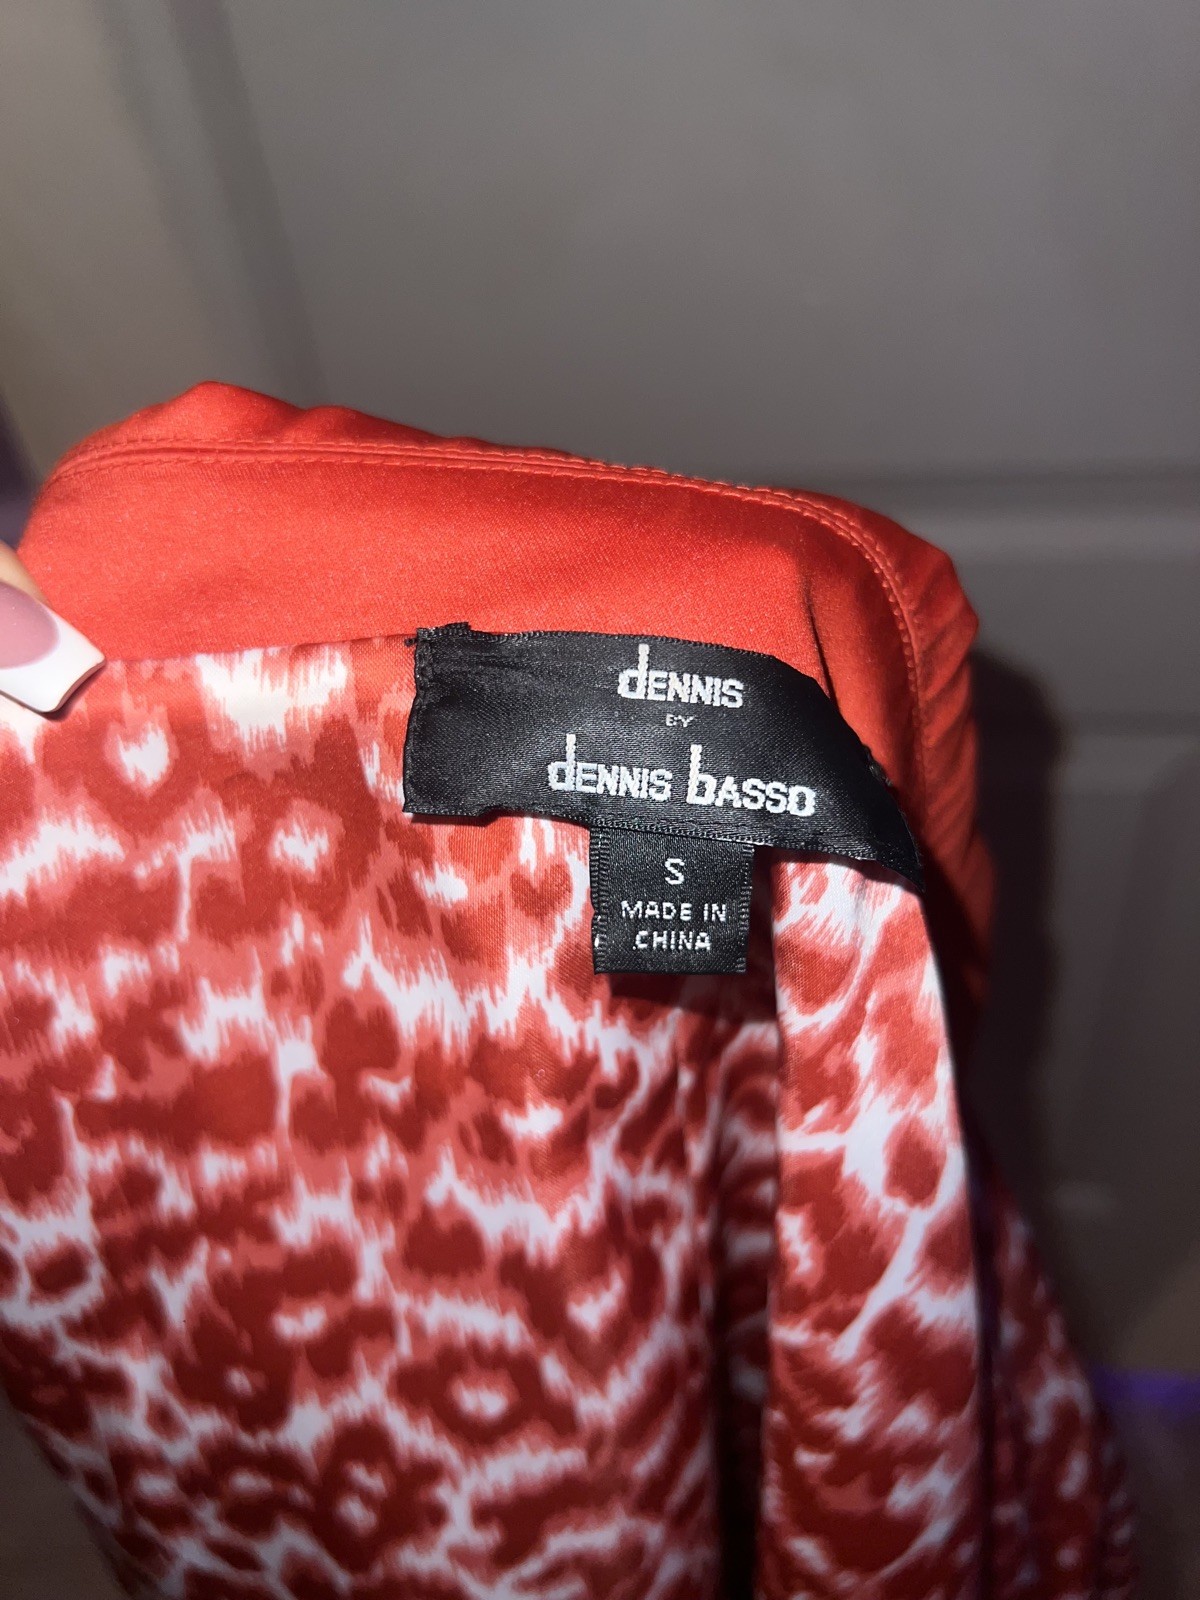 dENNIS
BY
dENNIS bASSO
S
MADE IN
CHINA